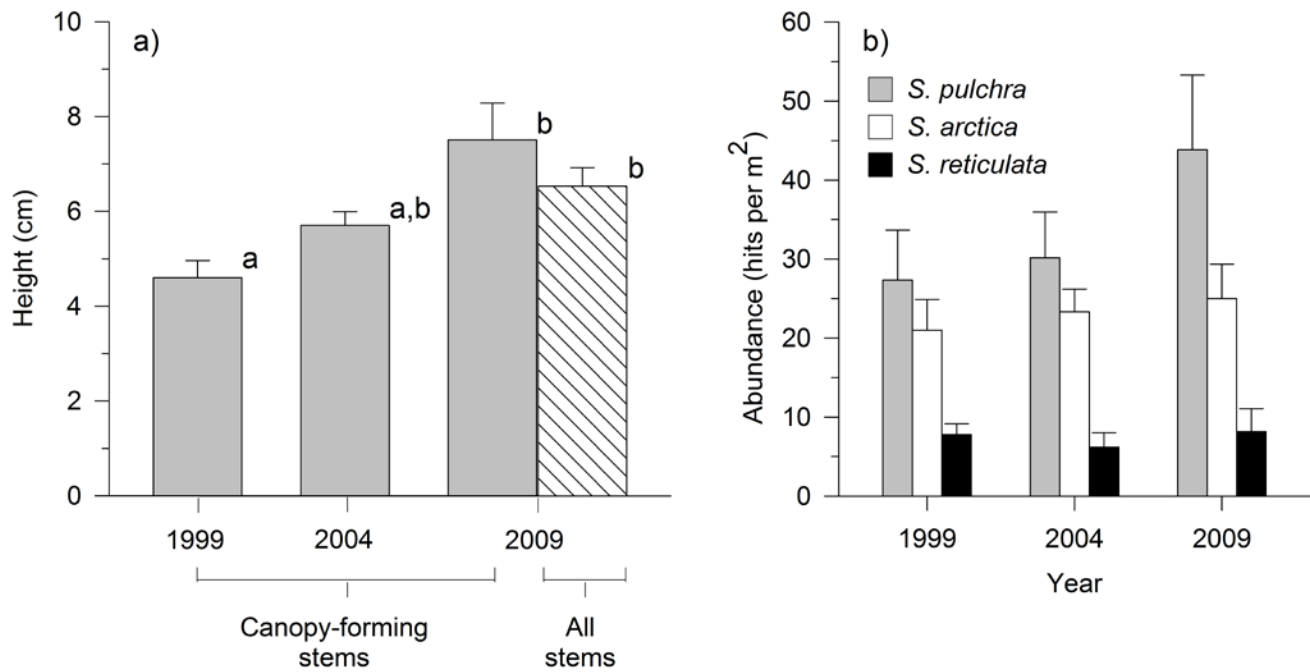 a)
Height (cm)
10
8
6
4
2
0
a
a,b
b
b
1999 2004 2009
Canopy-forming
stems
All
stems
b)
S. pulchra
S. arctica
S. reticulata
Abundance (hits per m²)
60
50
40
30
20
10
0
1999 2004 2009
Year